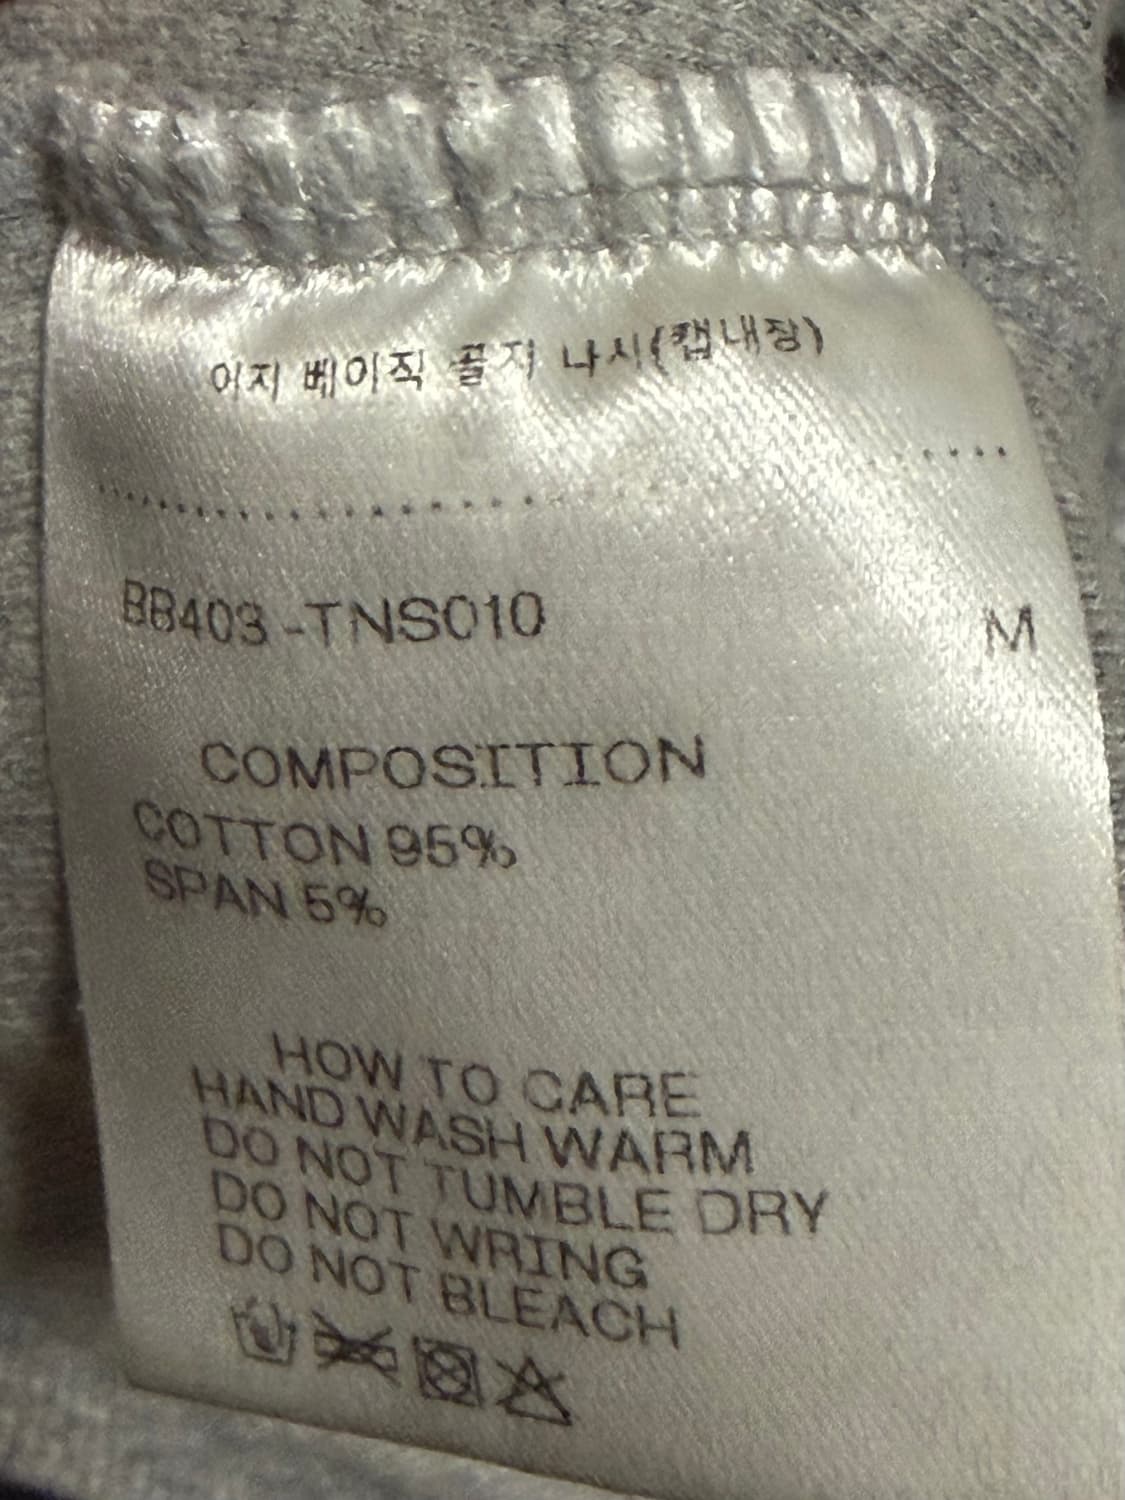 이지 베이직 골지 나시(캡내장)
BB403-TNS010 M
COMPOSITION
COTTON 95%
SPAN 5%
HOW TO CARE
HAND WASH WARM
DO NOT TUMBLE DRY
DO NOT WRING
DO NOT BLEACH